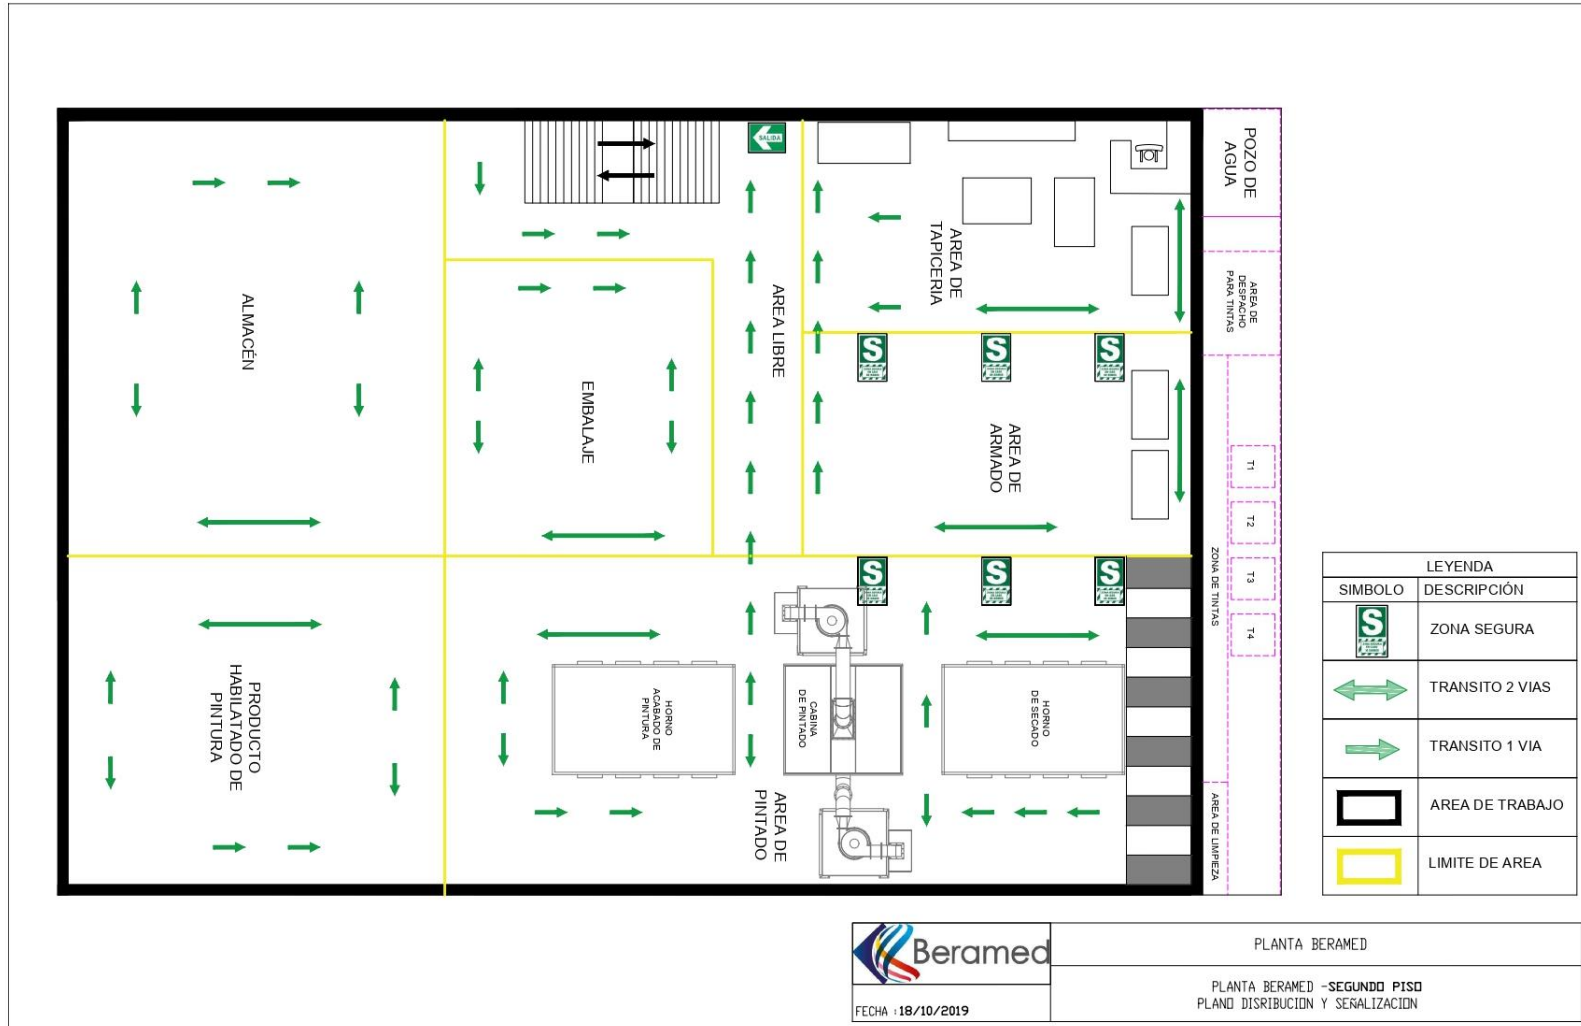 SALIDA
POZO DE
AGUA
AREA DE
TAPICERIA
AREA DE
DESPACHO
PARA TINTAS
ALMACÉN
AREA LIBRE
EMBALAJE
S
S
S
AREA DE
ARMADO
T1
T2
T3
T4
ZONA DE TINTAS
S
S
S
PRODUCTO
HABILATADO DE
PINTURA
HORNO
ACABADO DE
PINTURA
CABINA
DE PINTADO
HORNO
DE SECADO
AREA DE
PINTADO
AREA DE LIMPIEZA
LEYENDA
SIMBOLO DESCRIPCIÓN
S ZONA SEGURA
TRANSITO 2 VIAS
TRANSITO 1 VIA
AREA DE TRABAJO
LIMITE DE AREA
Beramed
FECHA : 18/10/2019
PLANTA BERAMED
PLANTA BERAMED -SEGUNDO PISO
PLANO DISRIBUCION Y SEÑALIZACION